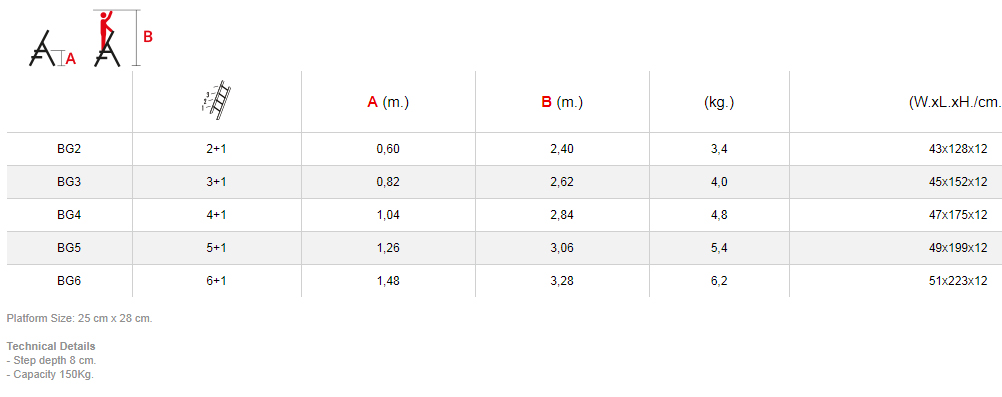 A
B
A (m.) B (m.) (kg.) (W.xL.xH./cm.
BG2 2+1 0,60 2,40 3,4 43x128x12
BG3 3+1 0,82 2,62 4,0 45x152x12
BG4 4+1 1,04 2,84 4,8 47x175x12
BG5 5+1 1,26 3,06 5,4 49x199x12
BG6 6+1 1,48 3,28 6,2 51x223x12
Platform Size: 25 cm x 28 cm.
Technical Details
- Step depth 8 cm.
- Capacity 150Kg.